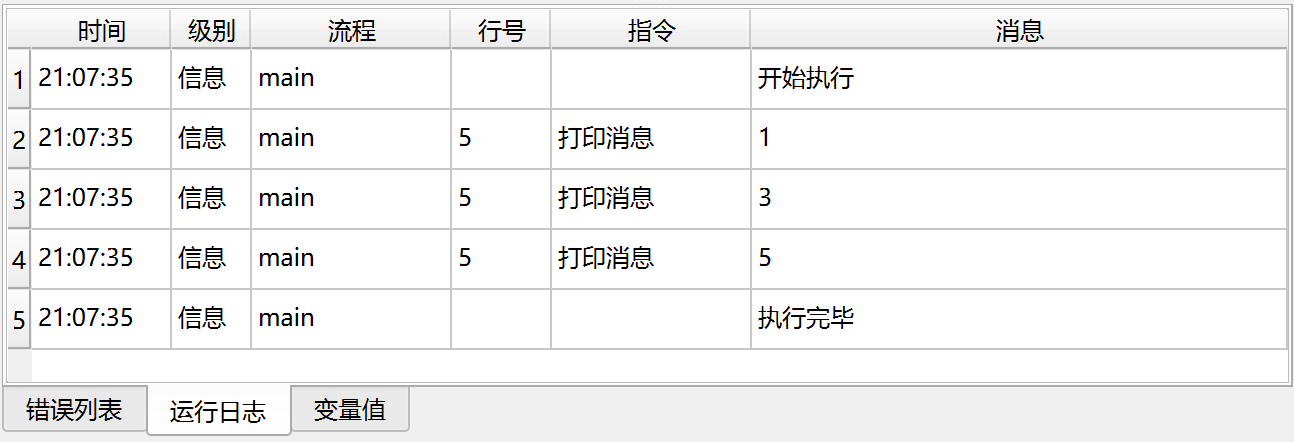 时间 级别 流程 行号 指令 消息
1 21:07:35 信息 main 开始执行
2 21:07:35 信息 main 5 打印消息 1
3 21:07:35 信息 main 5 打印消息 3
4 21:07:35 信息 main 5 打印消息 5
5 21:07:35 信息 main 执行完毕
错误列表 运行日志 变量值